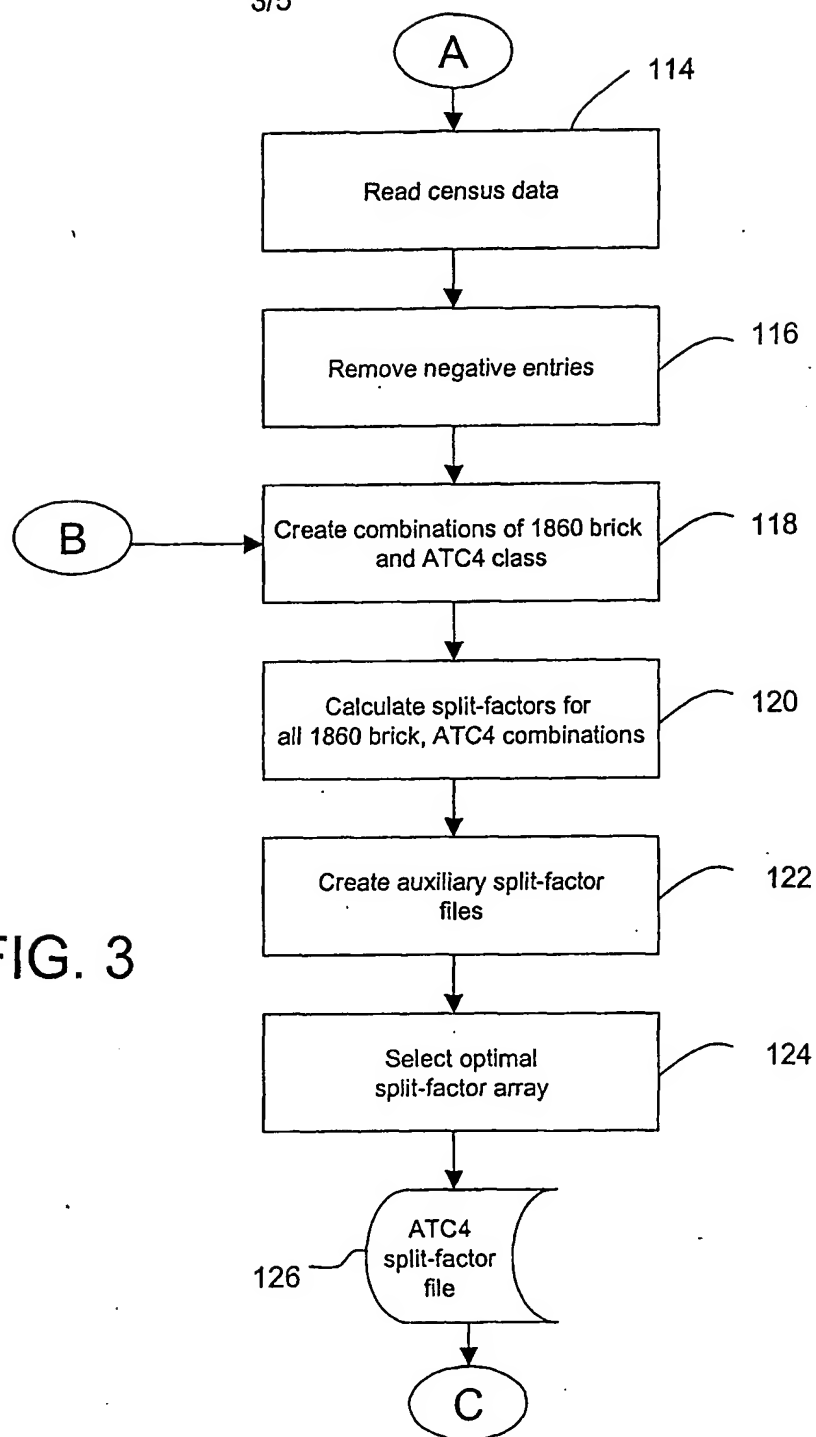 3/5
A
114
Read census data
116
Remove negative entries
B
Create combinations of 1860 brick
and ATC4 class
118
Calculate split-factors for
all 1860 brick, ATC4 combinations
120
Create auxiliary split-factor
files
122
FIG. 3
Select optimal
split-factor array
124
ATC4
split-factor
file
126
C